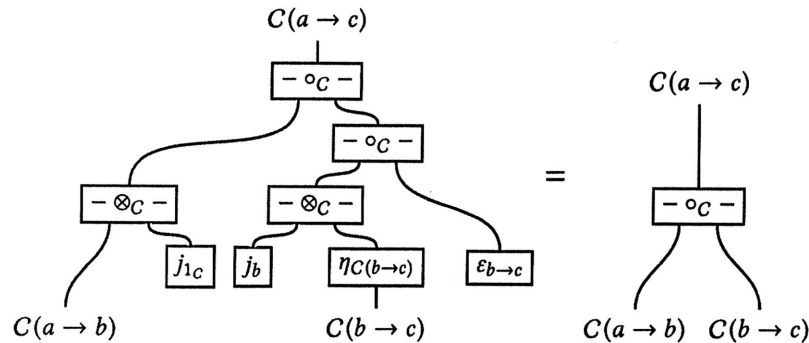 C(a → c)
− ∘_C −
C(a → c)
− ∘_C −
− ⊗_C − − ⊗_C − = − ∘_C −
j_{1_C} j_b η_{C(b→c)} ε_{b→c}
C(a → b) C(b → c) C(a → b) C(b → c)